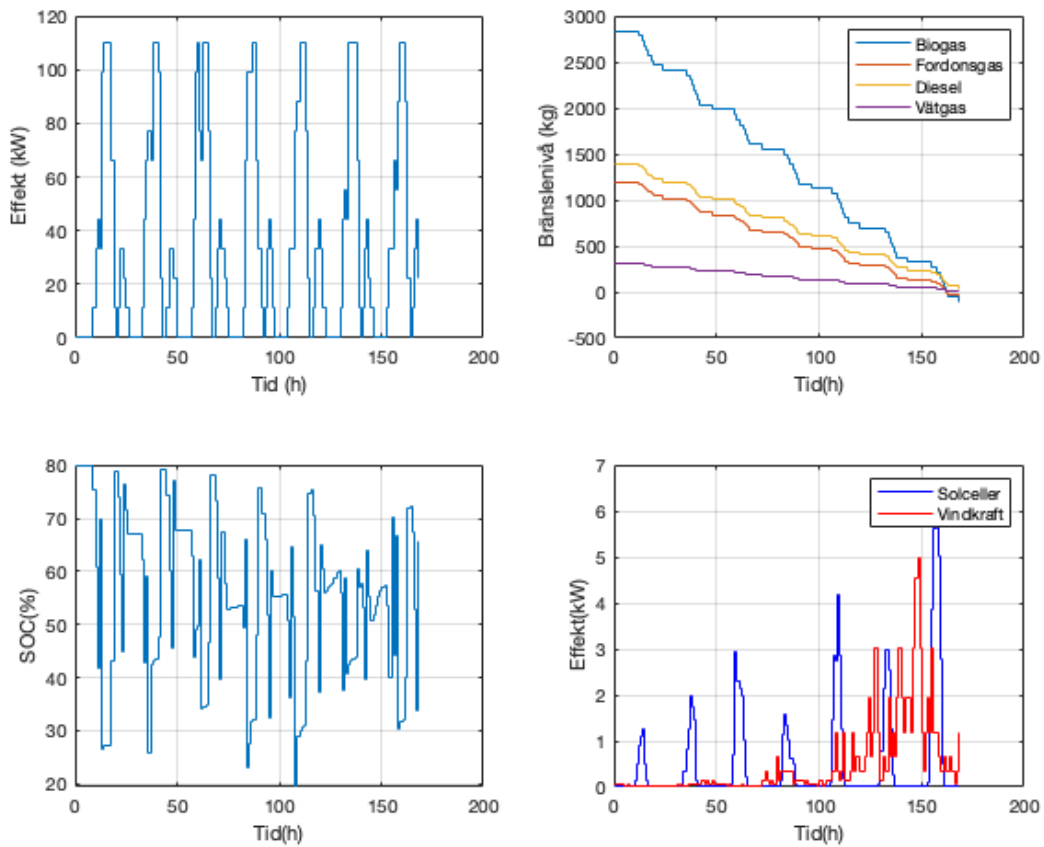 120
100
80
60
40
20
0
Effekt (kW)
0 50 100 150 200
Tid (h)
3000
2500
2000
1500
1000
500
0
-500
Bränslenivå (kg)
Biogas
Fordonsgas
Diesel
Vätgas
0 50 100 150 200
Tid(h)
80
70
60
50
40
30
20
SOC(%)
0 50 100 150 200
Tid(h)
7
6
5
4
3
2
1
0
Effekt(kW)
Solceller
Vindkraft
0 50 100 150 200
Tid(h)